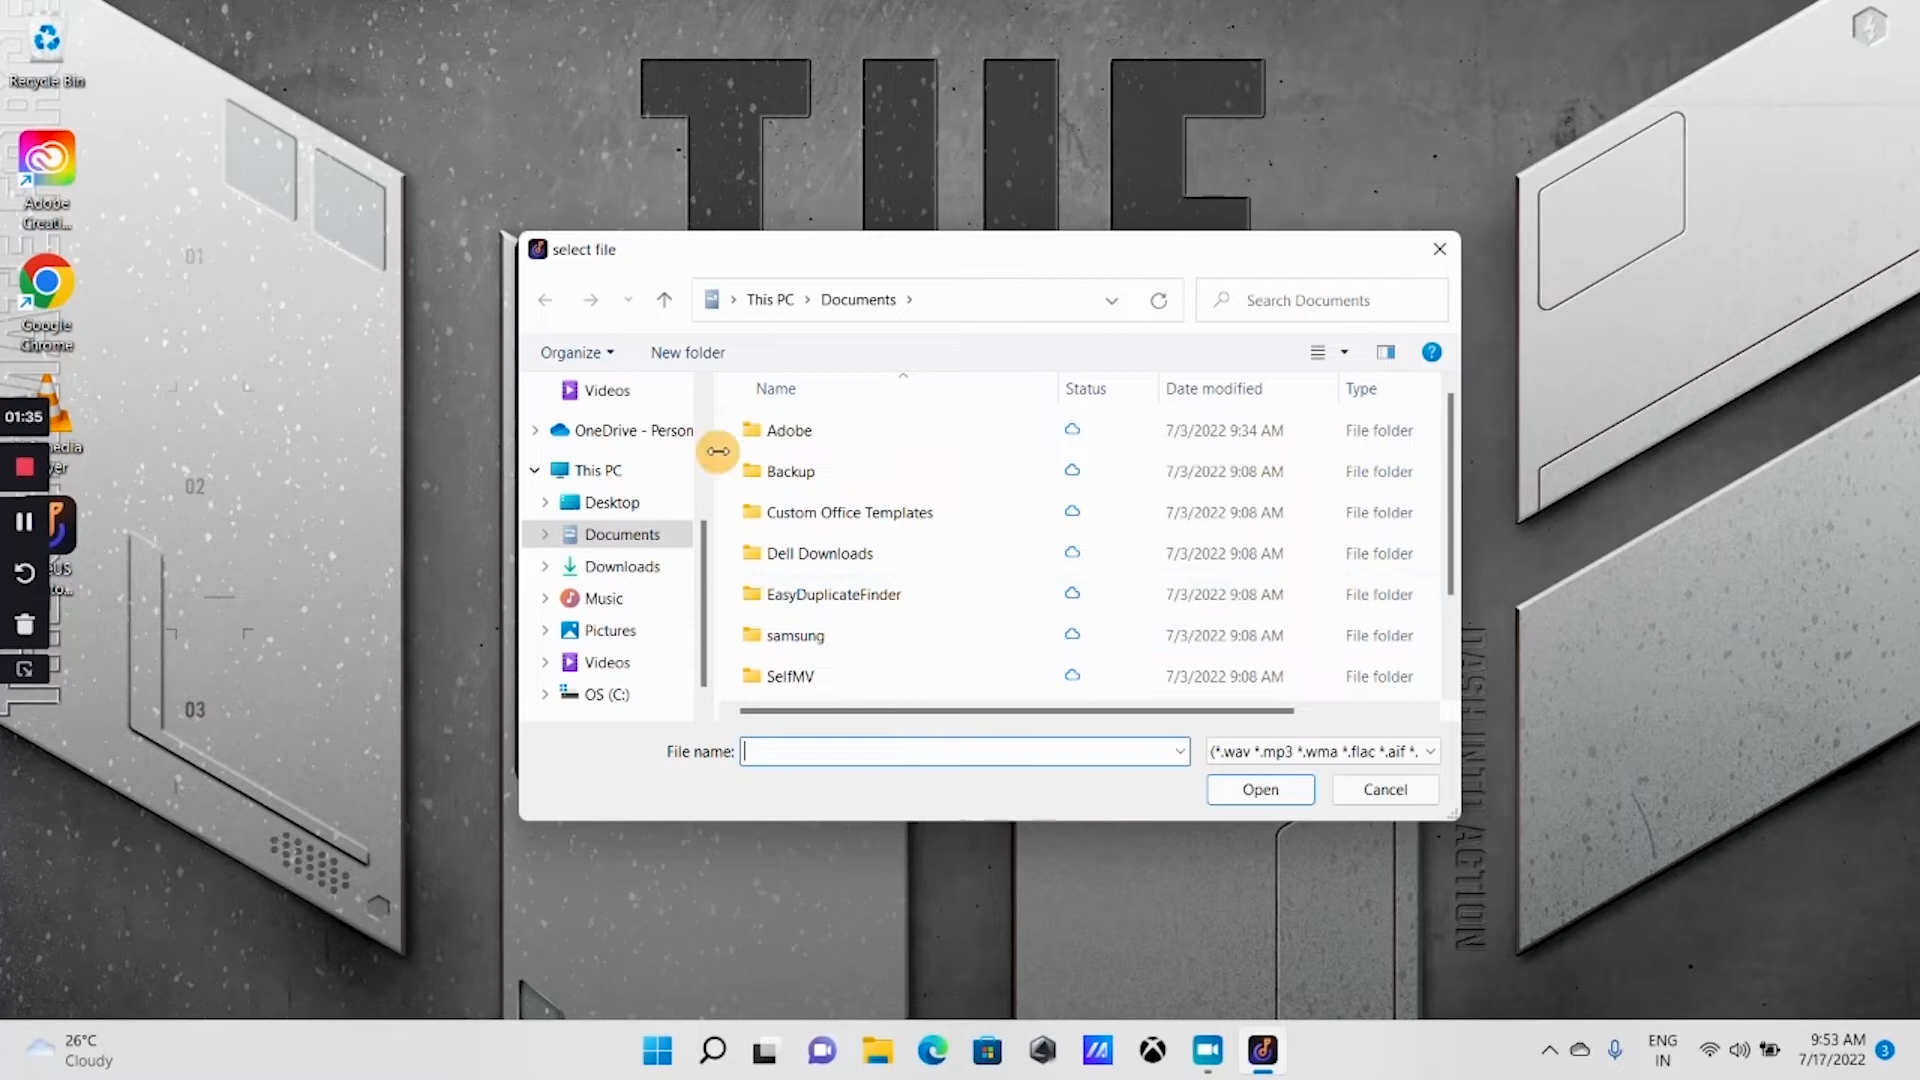 Recycle Bin
Adobe
Creati...
Google
Chrome
01
02
03
01:35
select file
This PC
Documents
Search Documents
Organize
New folder
Name
Status
Date modified
Type
Videos
OneDrive - Person
This PC
Desktop
Documents
Downloads
Music
Pictures
Videos
OS (C:)
Adobe 7/3/2022 9:34 AM File folder
Backup 7/3/2022 9:08 AM File folder
Custom Office Templates 7/3/2022 9:08 AM File folder
Dell Downloads 7/3/2022 9:08 AM File folder
EasyDuplicateFinder 7/3/2022 9:08 AM File folder
samsung 7/3/2022 9:08 AM File folder
SelfMV 7/3/2022 9:08 AM File folder
File name:
(*.wav *.mp3 *.wma *.flac *.aif *.
Open
Cancel
DASH INTO ACTION
26°C
Cloudy
ENG
IN
9:53 AM
7/17/2022
3